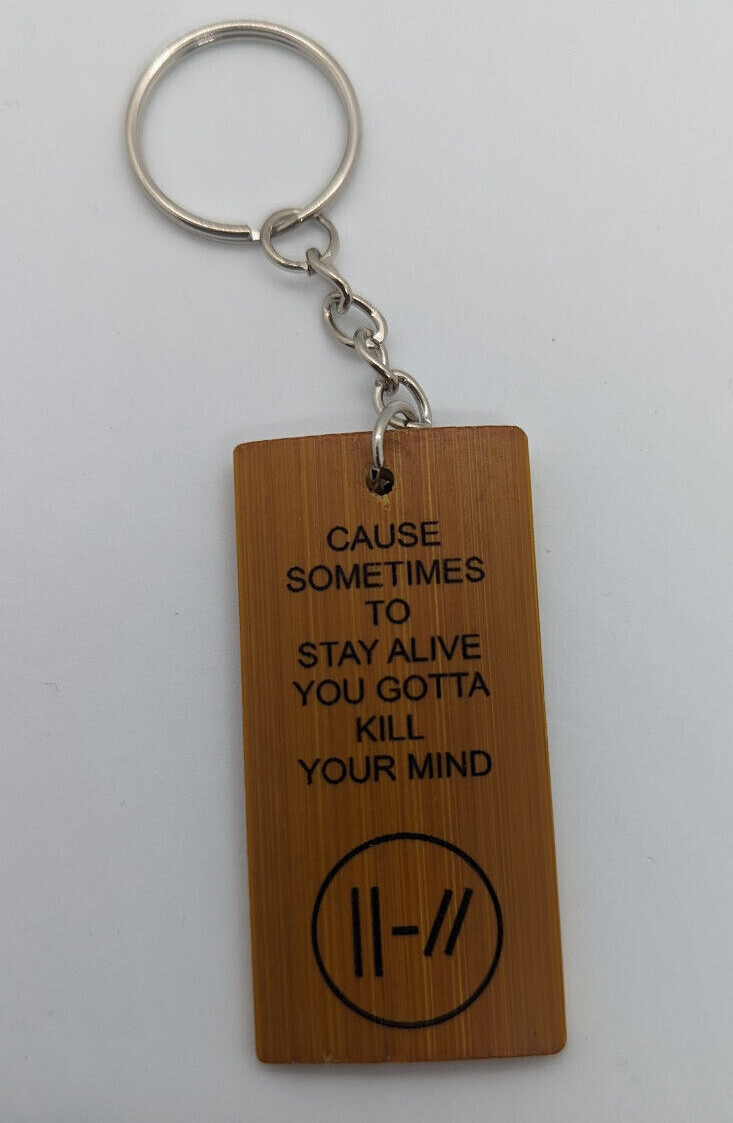 CAUSE
SOMETIMES
TO
STAY ALIVE
YOU GOTTA
KILL
YOUR MIND